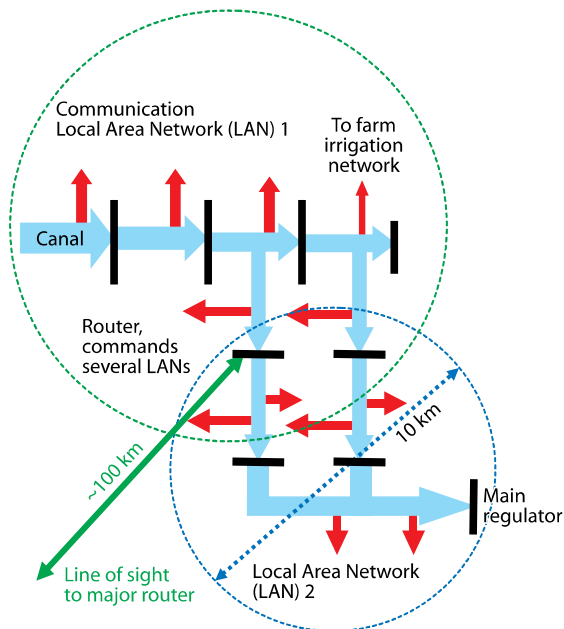 Communication
Local Area Network (LAN) 1
To farm
irrigation
network
Canal
Router,
commands
several LANs
10 km
~100 km
Main
regulator
Line of sight
to major router
Local Area Network
(LAN) 2